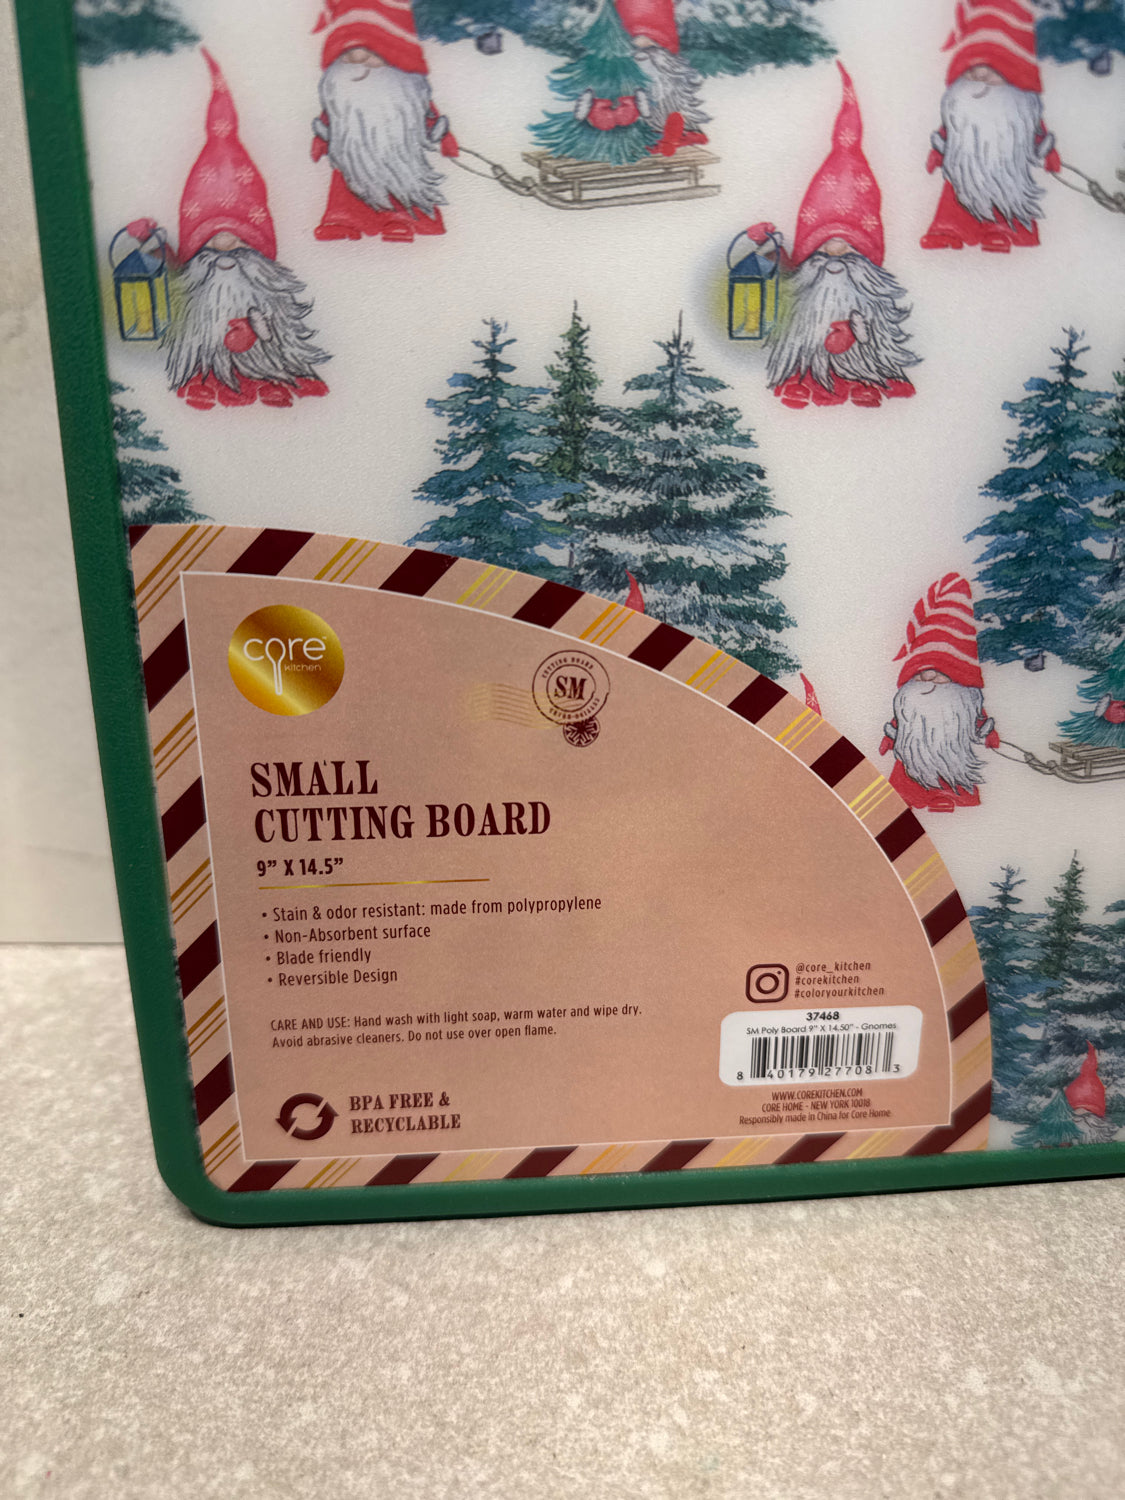 core™
kitchen
CUTTING BOARD
SM
SMALL
CUTTING BOARD
9” X 14.5”
• Stain & odor resistant: made from polypropylene
• Non-Absorbent surface
• Blade friendly
• Reversible Design
CARE AND USE: Hand wash with light soap, warm water and wipe dry.
Avoid abrasive cleaners. Do not use over open flame.
BPA FREE &
RECYCLABLE
@core_kitchen
#corekitchen
#coloryourkitchen
37468
SM Poly Board 9" X 14.50" - Gnomes
8 40179 27708 3
WWW.COREKITCHEN.COM
CORE HOME - NEW YORK 10018
Responsibly made in China for Core Home